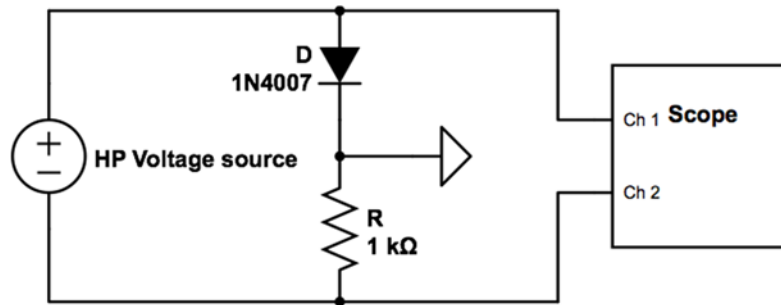 D
1N4007
HP Voltage source
+
−
R
1 kΩ
Ch 1 Scope
Ch 2